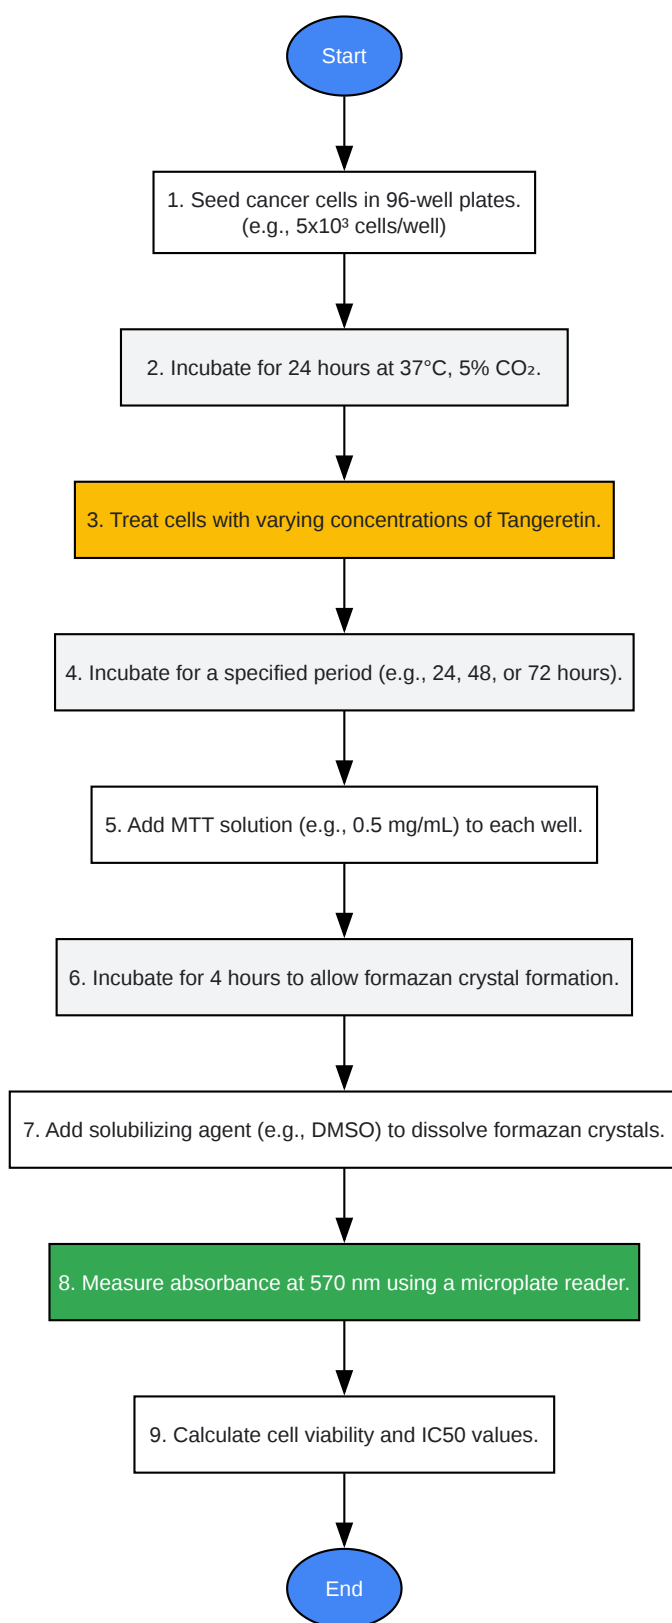 Start
1. Seed cancer cells in 96-well plates.
(e.g., 5x10³ cells/well)
2. Incubate for 24 hours at 37°C, 5% CO₂.
3. Treat cells with varying concentrations of Tangeretin.
4. Incubate for a specified period (e.g., 24, 48, or 72 hours).
5. Add MTT solution (e.g., 0.5 mg/mL) to each well.
6. Incubate for 4 hours to allow formazan crystal formation.
7. Add solubilizing agent (e.g., DMSO) to dissolve formazan crystals.
8. Measure absorbance at 570 nm using a microplate reader.
9. Calculate cell viability and IC50 values.
End